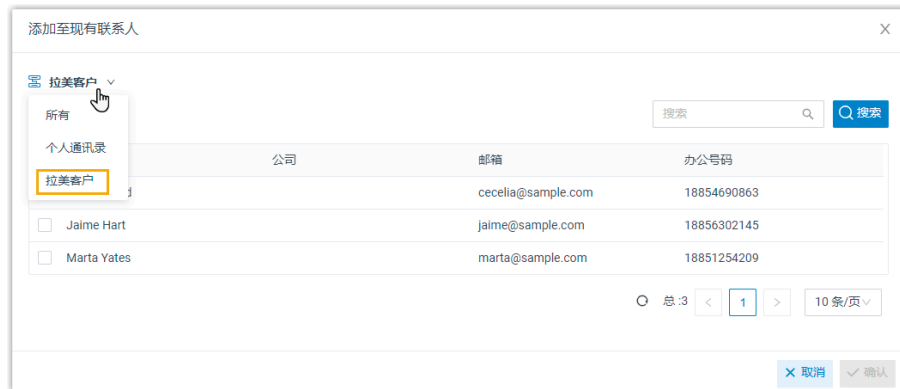 添加至现有联系人
拉美客户
所有
个人通讯录
拉美客户
搜索 搜索
公司 邮箱 办公号码
cecelia@sample.com 18854690863
Jaime Hart jaime@sample.com 18856302145
Marta Yates marta@sample.com 18851254209
总:3 < 1 > 10 条/页
取消 确认